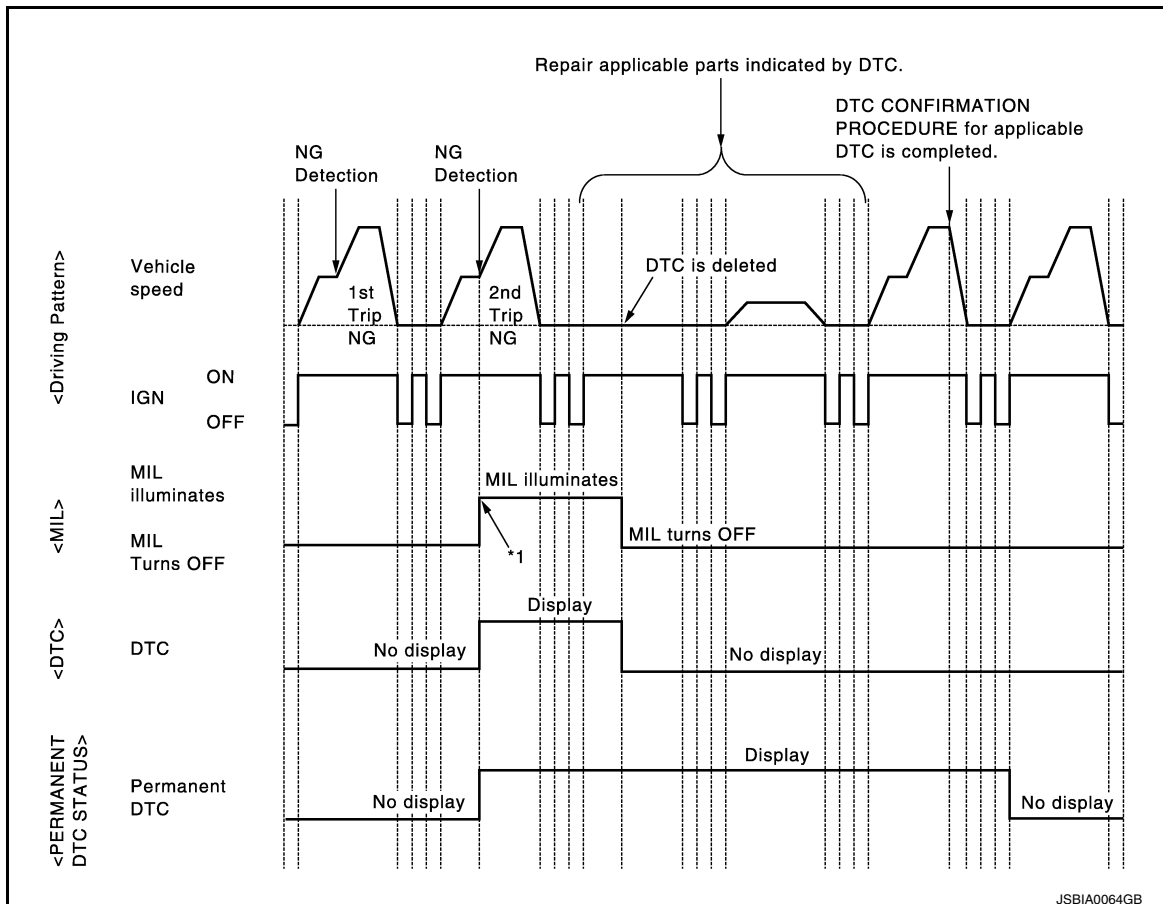 Repair applicable parts indicated by DTC.
DTC CONFIRMATION
PROCEDURE for applicable
DTC is completed.
NG
Detection
NG
Detection
<Driving Pattern>
Vehicle
speed
1st
Trip
NG
2nd
Trip
NG
DTC is deleted
IGN
ON
OFF
<MIL>
MIL
illuminates
MIL
Turns OFF
MIL illuminates
*1
MIL turns OFF
<DTC>
DTC
No display
Display
No display
<PERMANENT
DTC STATUS>
Permanent
DTC
No display
Display
No display
JSBIA0064GB